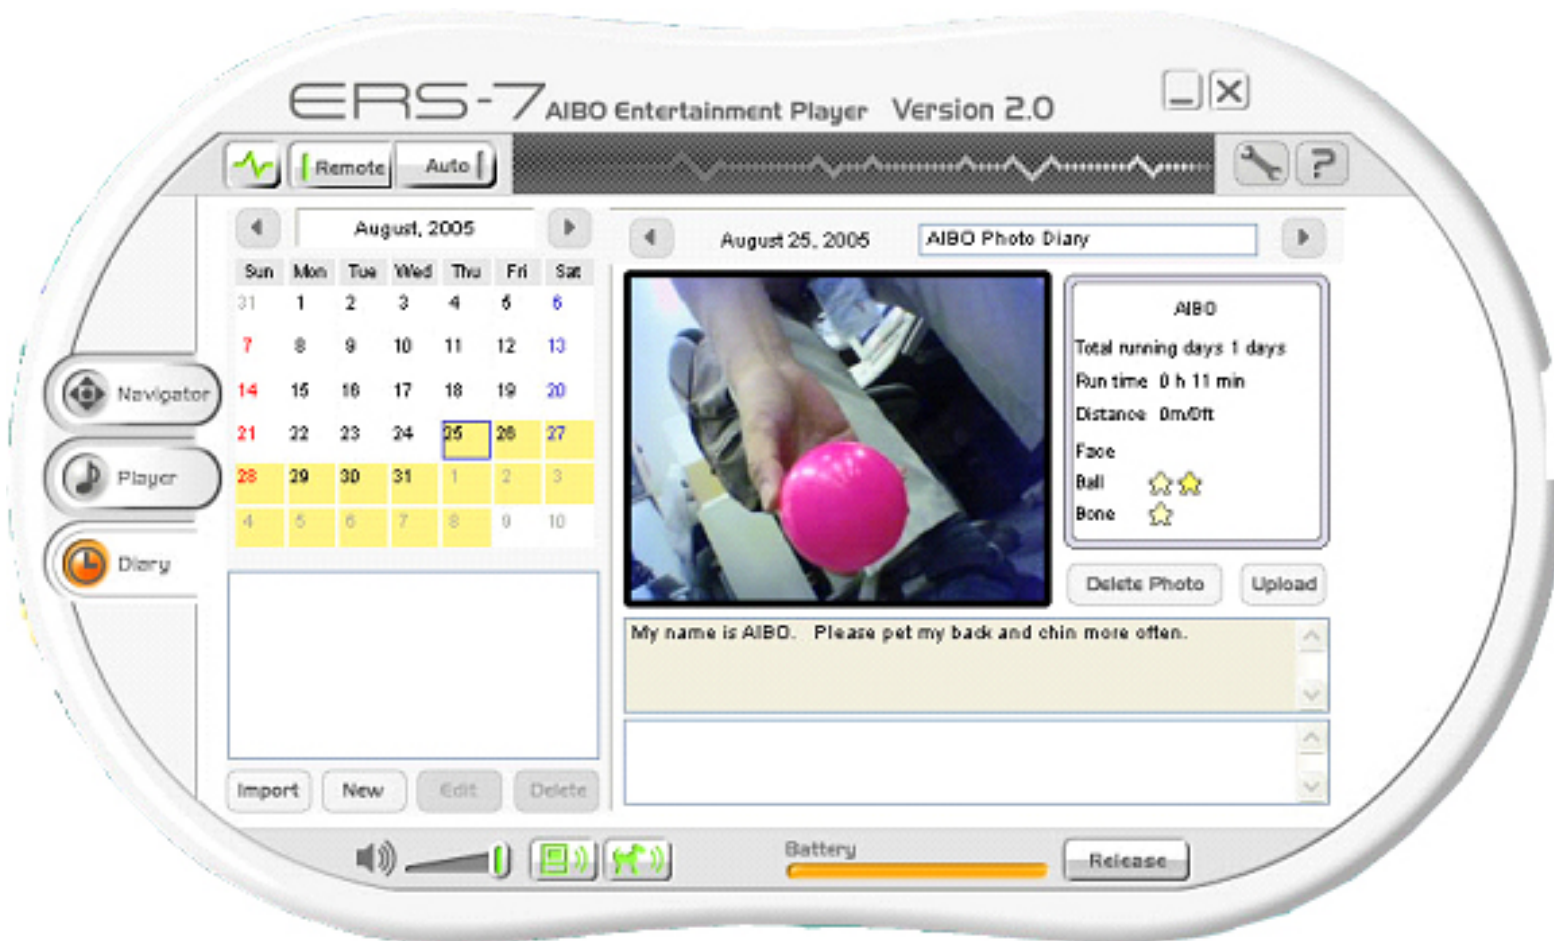 ERS-7 AIBO Entertainment Player Version 2.0
Remote Auto
?
August, 2005
Sun Mon Tue Wed Thu Fri Sat
31 1 2 3 4 5 6
7 8 9 10 11 12 13
14 15 16 17 18 19 20
21 22 23 24 25 26 27
28 29 30 31 1 2 3
4 5 6 7 8 9 10
Import New Edit Delete
Navigator
Player
Diary
August 25, 2005 AIBO Photo Diary
AIBO
Total running days 1 days
Run time 0 h 11 min
Distance 0m/0ft
Face
Ball
Bone
Delete Photo Upload
My name is AIBO. Please pet my back and chin more often.
Battery
Release